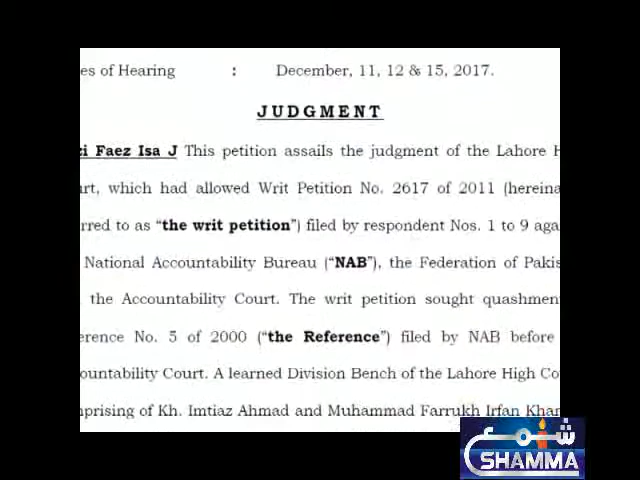 es of Hearing : December, 11, 12 & 15, 2017.
JUDGMENT
zi Faez Isa J This petition assails the judgment of the Lahore H
rt, which had allowed Writ Petition No. 2617 of 2011 (hereina
rred to as “the writ petition”) filed by respondent Nos. 1 to 9 aga
National Accountability Bureau (“NAB”), the Federation of Pakis
the Accountability Court. The writ petition sought quashmen
erence No. 5 of 2000 (“the Reference”) filed by NAB before
ountability Court. A learned Division Bench of the Lahore High Co
prising of Kh. Imtiaz Ahmad and Muhammad Farrukh Irfan Khan
شمع
SHAMMA